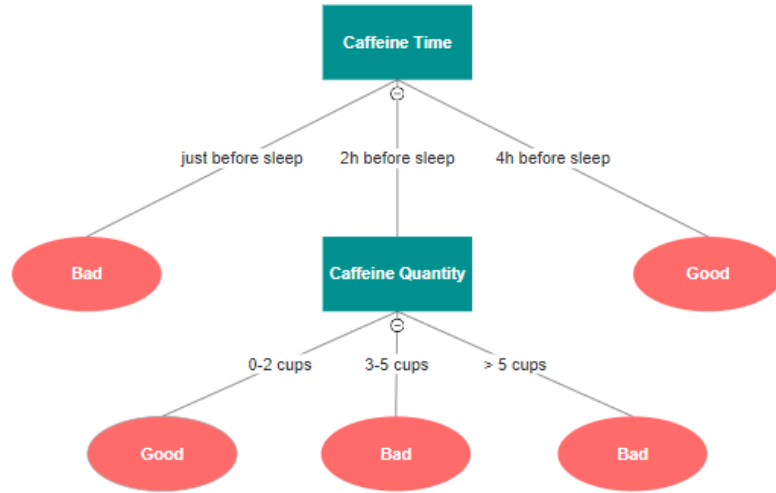 Caffeine Time
just before sleep
2h before sleep
4h before sleep
Bad
Caffeine Quantity
Good
0-2 cups
3-5 cups
> 5 cups
Good
Bad
Bad